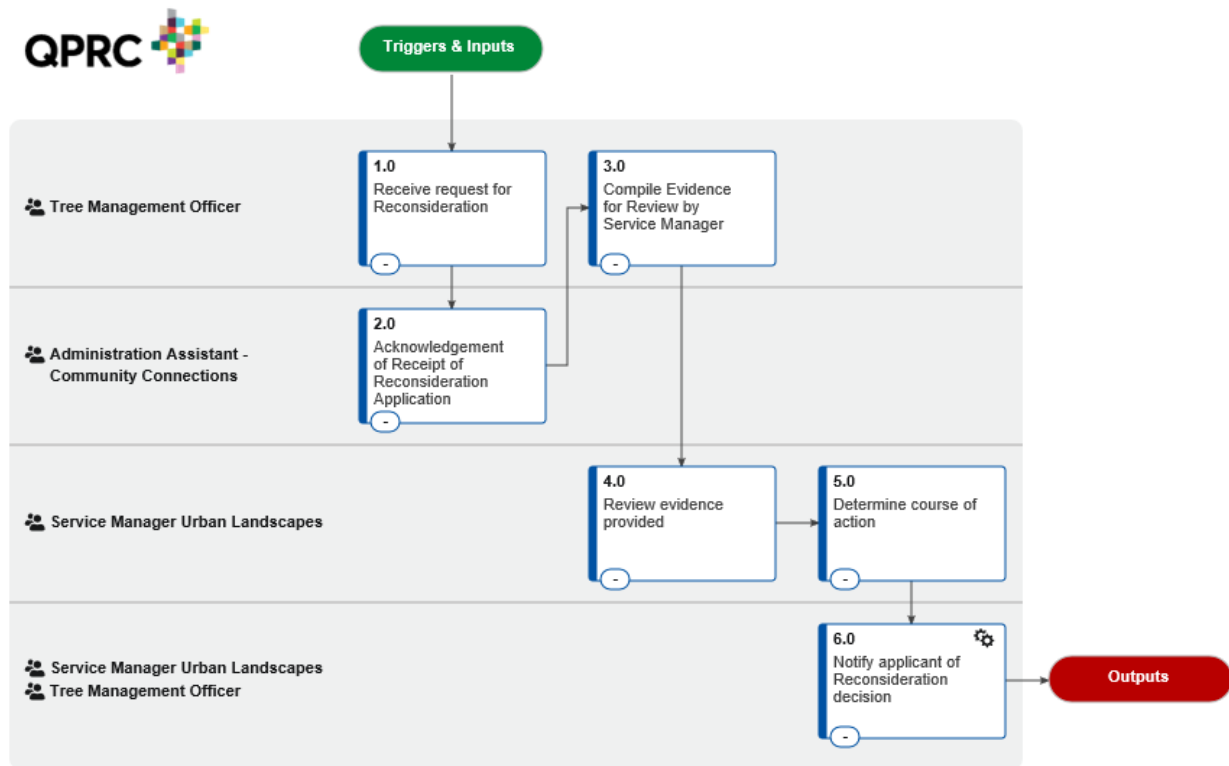 QPRC
Triggers & Inputs
Tree Management Officer
1.0
Receive request for
Reconsideration
-
3.0
Compile Evidence
for Review by
Service Manager
-
Administration Assistant -
Community Connections
2.0
Acknowledgement
of Receipt of
Reconsideration
Application
-
Service Manager Urban Landscapes
4.0
Review evidence
provided
-
5.0
Determine course of
action
-
Service Manager Urban Landscapes
Tree Management Officer
6.0
Notify applicant of
Reconsideration
decision
-
Outputs